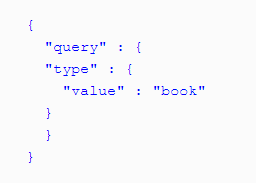 {
  "query" : {
  "type" : {
    "value" : "book"
  }
  }
}